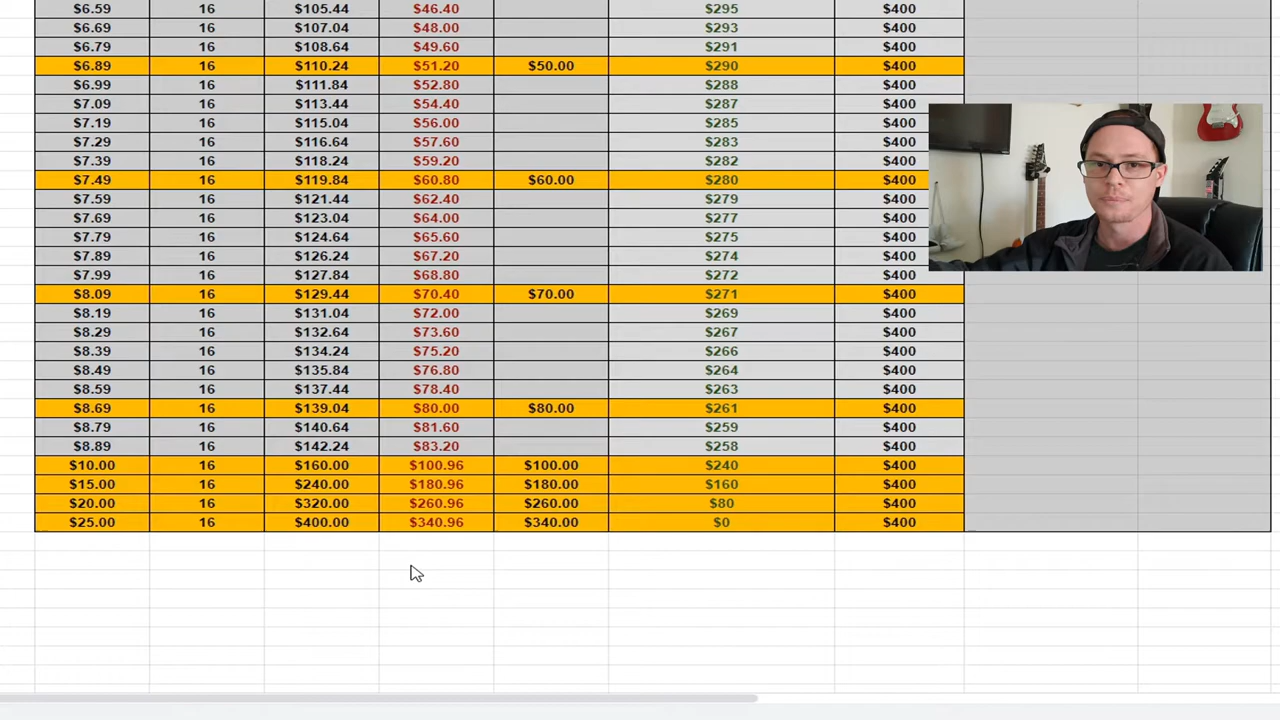 $6.59 16 $105.44 $46.40 $295 $400
$6.69 16 $107.04 $48.00 $293 $400
$6.79 16 $108.64 $49.60 $291 $400
$6.89 16 $110.24 $51.20 $50.00 $290 $400
$6.99 16 $111.84 $52.80 $288 $400
$7.09 16 $113.44 $54.40 $287 $400
$7.19 16 $115.04 $56.00 $285 $400
$7.29 16 $116.64 $57.60 $283 $400
$7.39 16 $118.24 $59.20 $282 $400
$7.49 16 $119.84 $60.80 $60.00 $280 $400
$7.59 16 $121.44 $62.40 $279 $400
$7.69 16 $123.04 $64.00 $277 $400
$7.79 16 $124.64 $65.60 $275 $400
$7.89 16 $126.24 $67.20 $274 $400
$7.99 16 $127.84 $68.80 $272 $400
$8.09 16 $129.44 $70.40 $70.00 $271 $400
$8.19 16 $131.04 $72.00 $269 $400
$8.29 16 $132.64 $73.60 $267 $400
$8.39 16 $134.24 $75.20 $266 $400
$8.49 16 $135.84 $76.80 $264 $400
$8.59 16 $137.44 $78.40 $263 $400
$8.69 16 $139.04 $80.00 $80.00 $261 $400
$8.79 16 $140.64 $81.60 $259 $400
$8.89 16 $142.24 $83.20 $258 $400
$10.00 16 $160.00 $100.96 $100.00 $240 $400
$15.00 16 $240.00 $180.96 $180.00 $160 $400
$20.00 16 $320.00 $260.96 $260.00 $80 $400
$25.00 16 $400.00 $340.96 $340.00 $0 $400